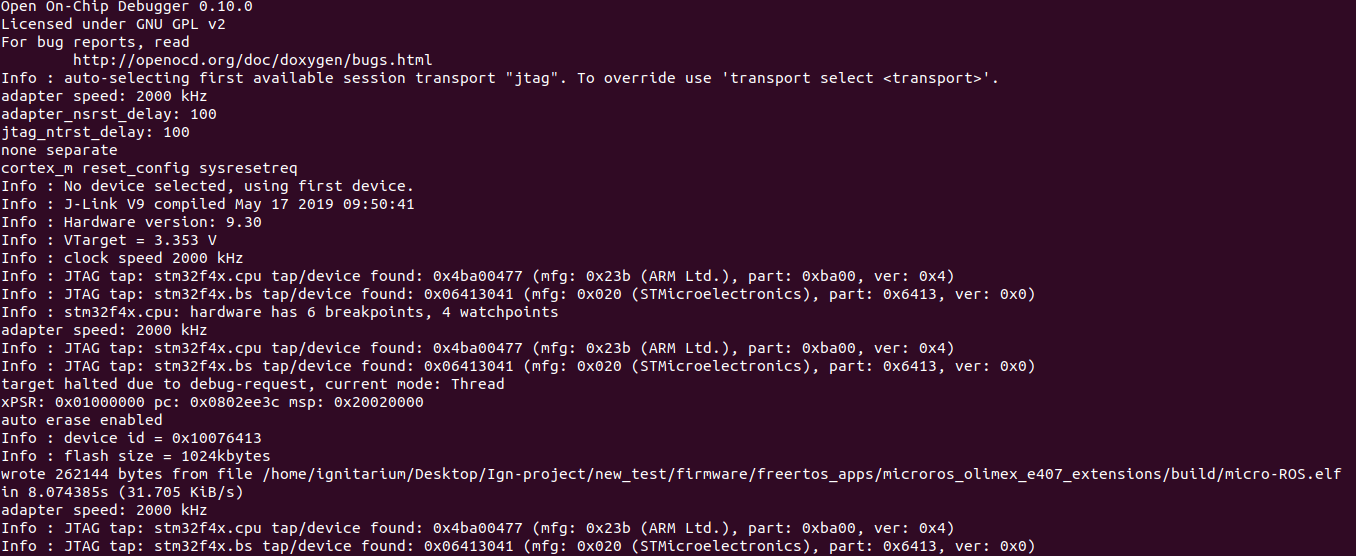 Open On-Chip Debugger 0.10.0
Licensed under GNU GPL v2
For bug reports, read
        http://openocd.org/doc/doxygen/bugs.html
Info : auto-selecting first available session transport "jtag". To override use 'transport select <transport>'.
adapter speed: 2000 kHz
adapter_nsrst_delay: 100
jtag_ntrst_delay: 100
none separate
cortex_m reset_config sysresetreq
Info : No device selected, using first device.
Info : J-Link V9 compiled May 17 2019 09:50:41
Info : Hardware version: 9.30
Info : VTarget = 3.353 V
Info : clock speed 2000 kHz
Info : JTAG tap: stm32f4x.cpu tap/device found: 0x4ba00477 (mfg: 0x23b (ARM Ltd.), part: 0xba00, ver: 0x4)
Info : JTAG tap: stm32f4x.bs tap/device found: 0x06413041 (mfg: 0x020 (STMicroelectronics), part: 0x6413, ver: 0x0)
Info : stm32f4x.cpu: hardware has 6 breakpoints, 4 watchpoints
adapter speed: 2000 kHz
Info : JTAG tap: stm32f4x.cpu tap/device found: 0x4ba00477 (mfg: 0x23b (ARM Ltd.), part: 0xba00, ver: 0x4)
Info : JTAG tap: stm32f4x.bs tap/device found: 0x06413041 (mfg: 0x020 (STMicroelectronics), part: 0x6413, ver: 0x0)
target halted due to debug-request, current mode: Thread
xPSR: 0x01000000 pc: 0x0802ee3c msp: 0x20020000
auto erase enabled
Info : device id = 0x10076413
Info : flash size = 1024kbytes
wrote 262144 bytes from file /home/ignitarium/Desktop/Ign-project/new_test/firmware/freertos_apps/microros_olimex_e407_extensions/build/micro-ROS.elf
in 8.074385s (31.705 KiB/s)
adapter speed: 2000 kHz
Info : JTAG tap: stm32f4x.cpu tap/device found: 0x4ba00477 (mfg: 0x23b (ARM Ltd.), part: 0xba00, ver: 0x4)
Info : JTAG tap: stm32f4x.bs tap/device found: 0x06413041 (mfg: 0x020 (STMicroelectronics), part: 0x6413, ver: 0x0)